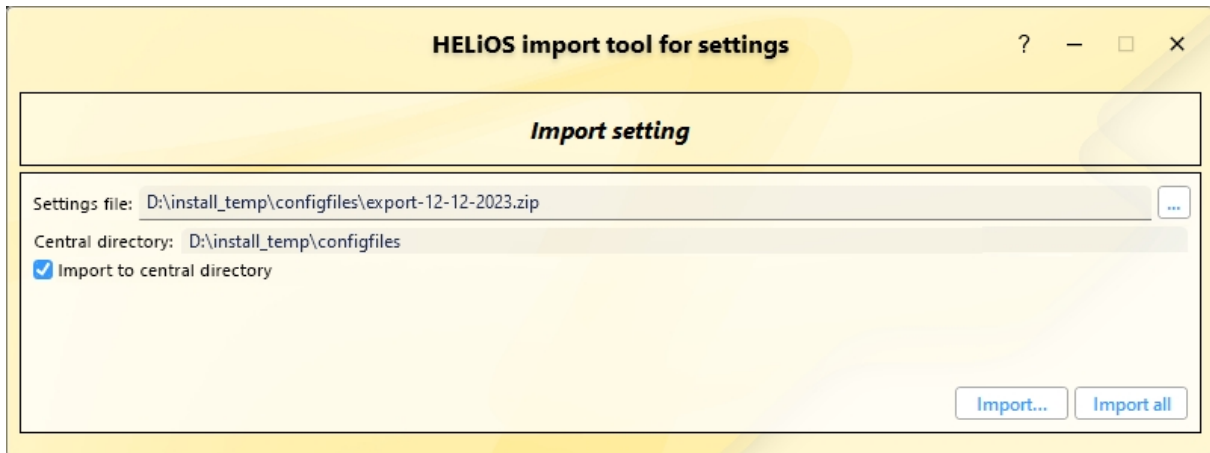 HELiOS import tool for settings
Import setting
Settings file: D:\install_temp\configfiles\export-12-12-2023.zip ...
Central directory: D:\install_temp\configfiles
Import to central directory
Import... Import all